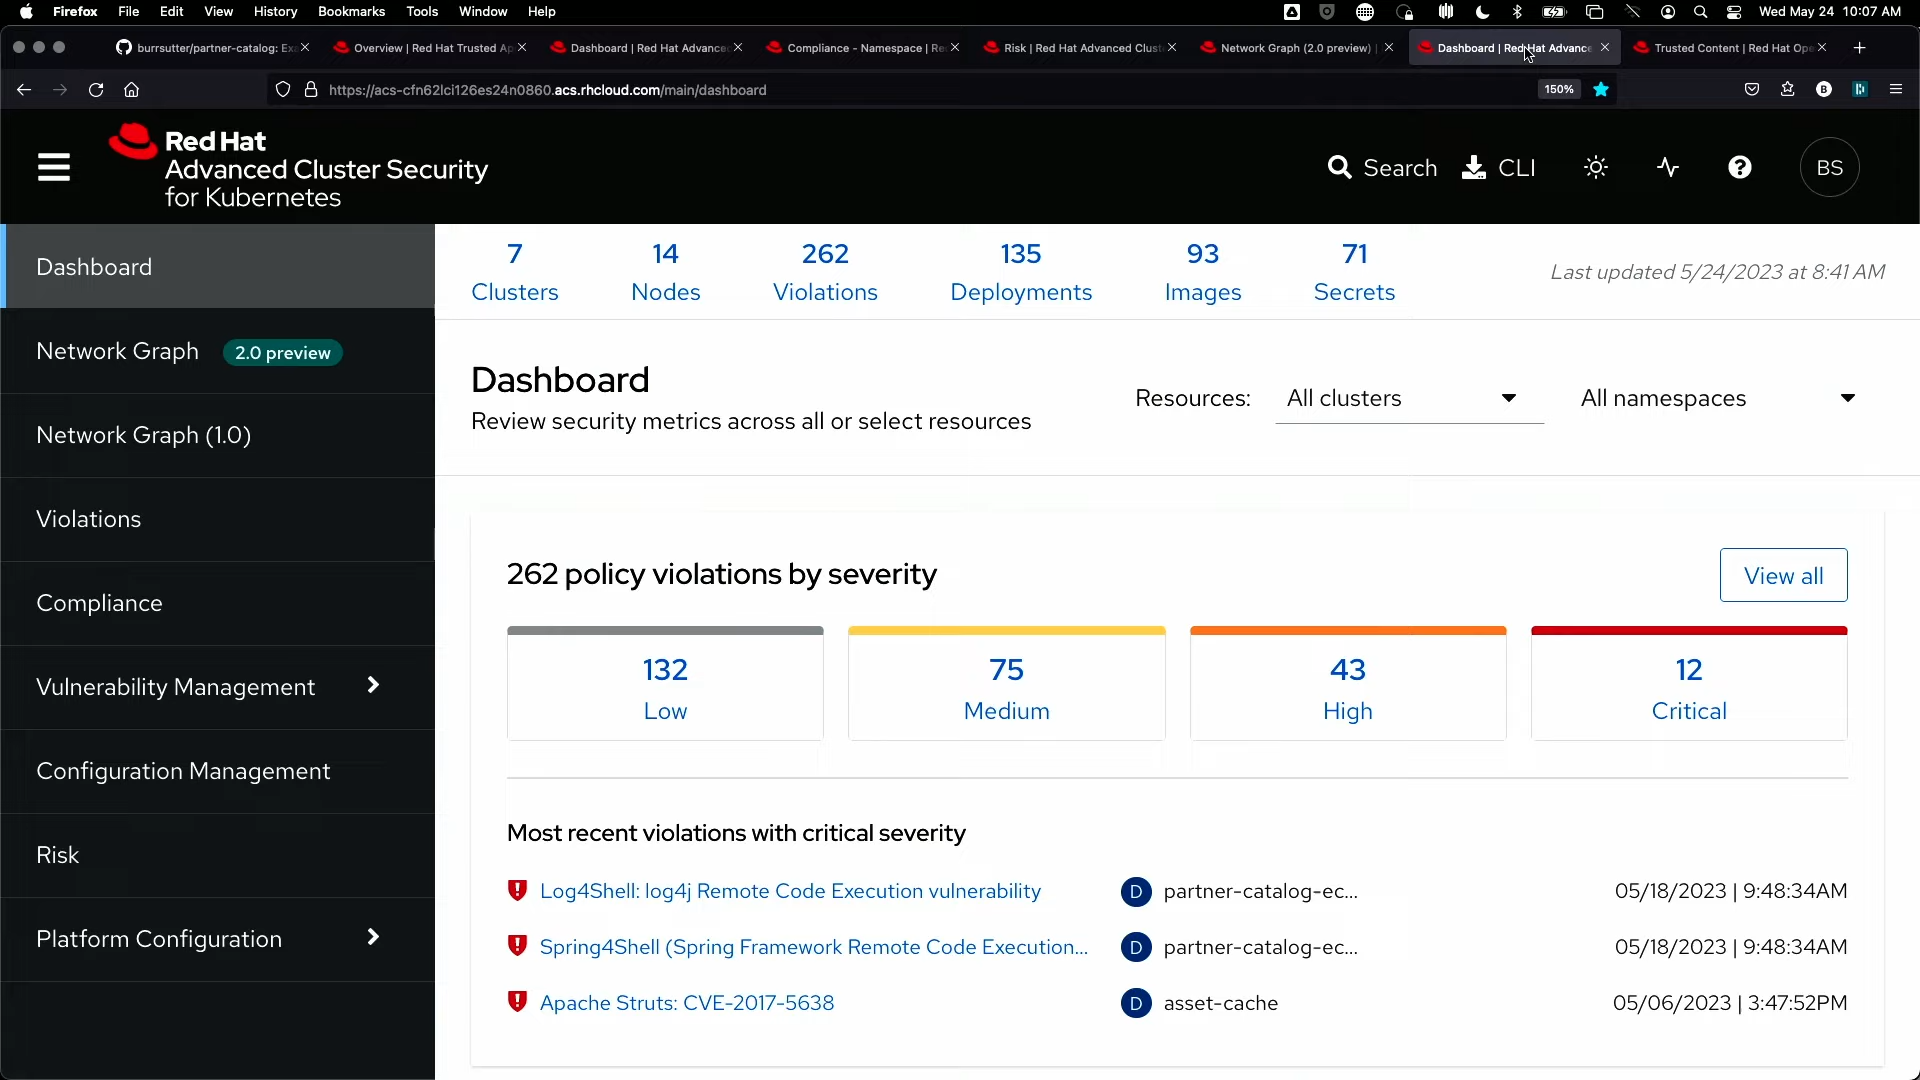 Firefox File Edit View History Bookmarks Tools Window Help Wed May 24 10:07 AM
burrsutter/partner-catalog: Exa Overview | Red Hat Trusted Ap Dashboard | Red Hat Advance Compliance - Namespace | Re Risk | Red Hat Advanced Clust Network Graph (2.0 preview) | Dashboard | Red Hat Advance Trusted Content | Red Hat Ope
https://acs-cfn62lci126es24n0860.acs.rhcloud.com/main/dashboard 150%
Red Hat
Advanced Cluster Security
for Kubernetes
Search CLI BS
Dashboard
Network Graph 2.0 preview
Network Graph (1.0)
Violations
Compliance
Vulnerability Management
Configuration Management
Risk
Platform Configuration
7 14 262 135 93 71
Clusters Nodes Violations Deployments Images Secrets
Last updated 5/24/2023 at 8:41 AM
Dashboard
Review security metrics across all or select resources
Resources: All clusters All namespaces
262 policy violations by severity
View all
132 75 43 12
Low Medium High Critical
Most recent violations with critical severity
Log4Shell: log4j Remote Code Execution vulnerability D partner-catalog-ec... 05/18/2023 | 9:48:34AM
Spring4Shell (Spring Framework Remote Code Execution... D partner-catalog-ec... 05/18/2023 | 9:48:34AM
Apache Struts: CVE-2017-5638 D asset-cache 05/06/2023 | 3:47:52PM